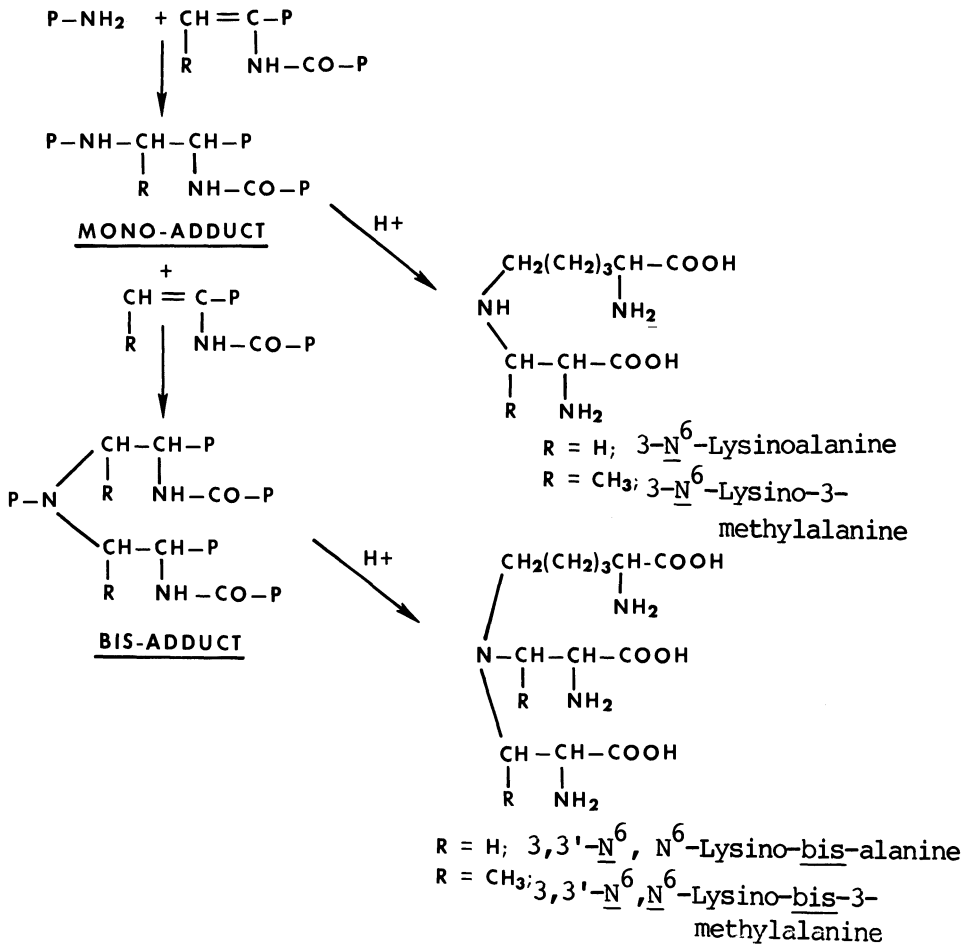 P–NH₂ + CH=C–P
R NH–CO–P
P–NH–CH–CH–P
R NH–CO–P
MONO-ADDUCT
+
CH=C–P
R NH–CO–P
CH–CH–P
R NH–CO–P
P–N
CH–CH–P
R NH–CO–P
BIS-ADDUCT
H+
CH₂(CH₂)₃CH–COOH
NH NH₂
CH–CH–COOH
R NH₂
R = H; 3-N⁶-Lysinoalanine
R = CH₃; 3-N⁶-Lysino-3-
methylalanine
H+
CH₂(CH₂)₃CH-COOH
NH₂
N–CH–CH–COOH
R NH₂
CH–CH–COOH
R NH₂
R = H; 3,3'-N⁶, N⁶-Lysino-bis-alanine
R = CH₃; 3,3'-N⁶,N⁶-Lysino-bis-3-
methylalanine